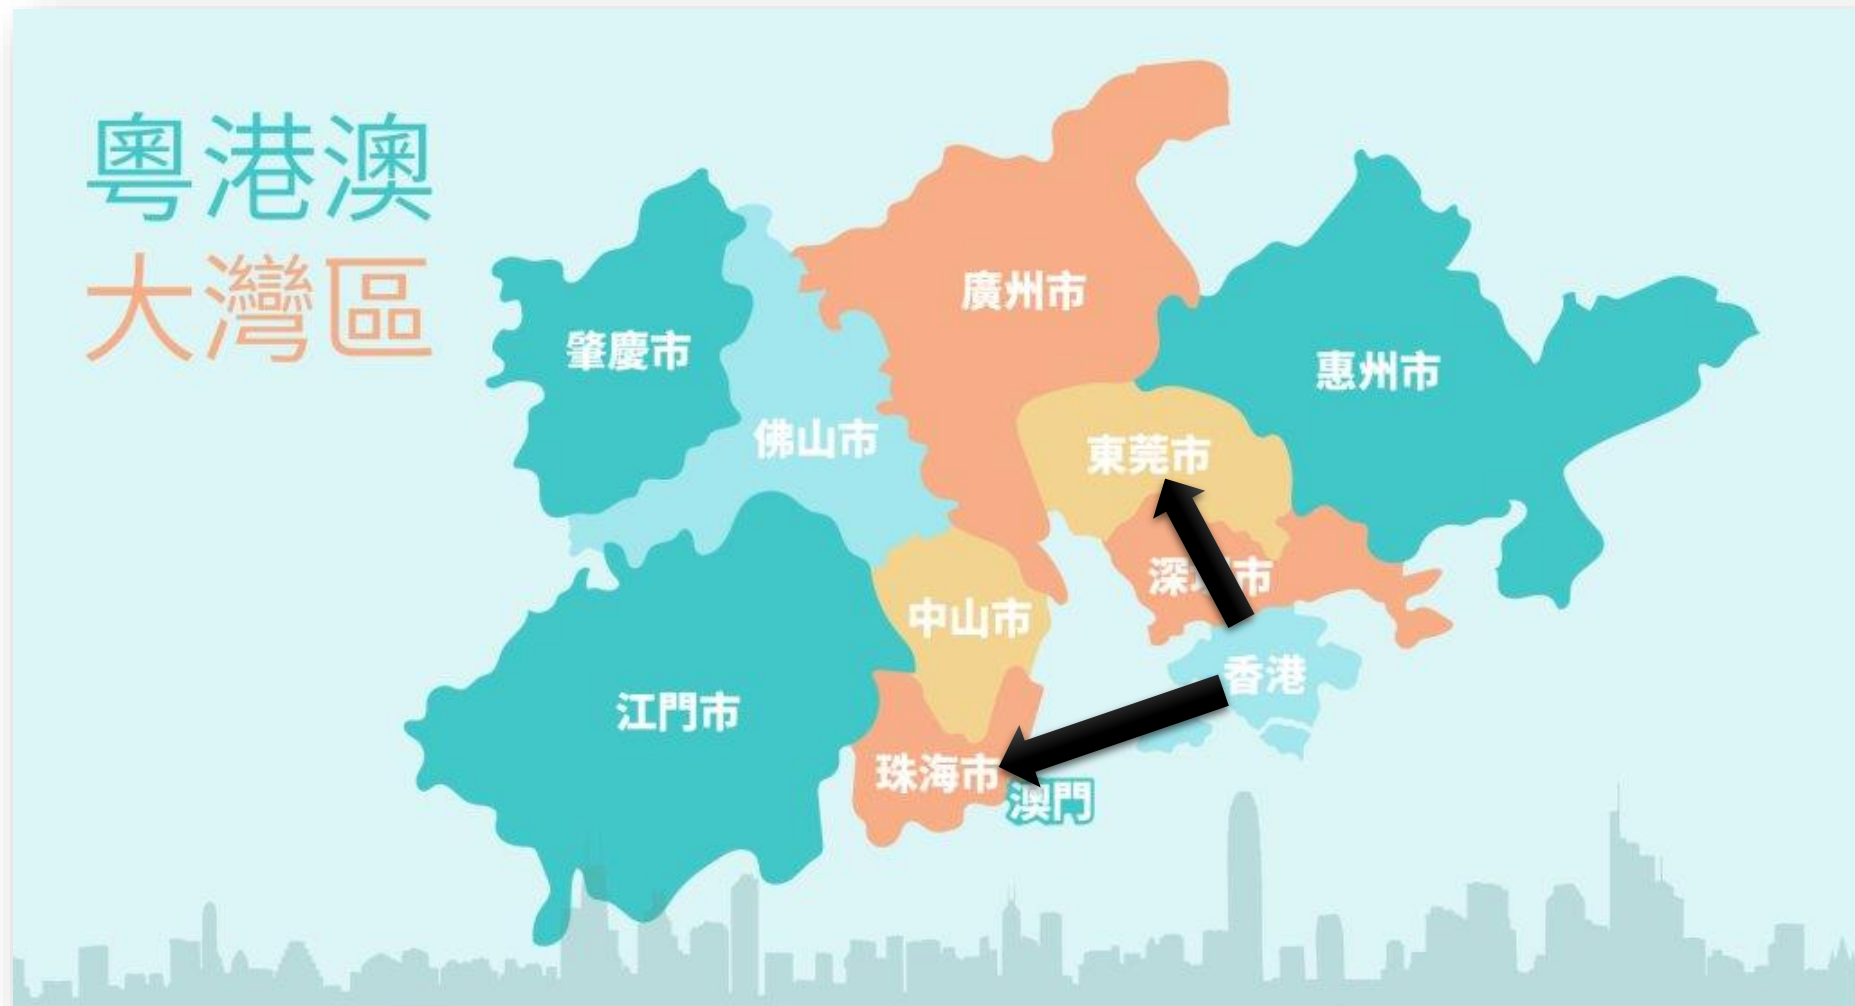 粵港澳
大灣區
廣州市
肇慶市
惠州市
佛山市
東莞市
深 市
中山市
香港
江門市
珠海市
澳門